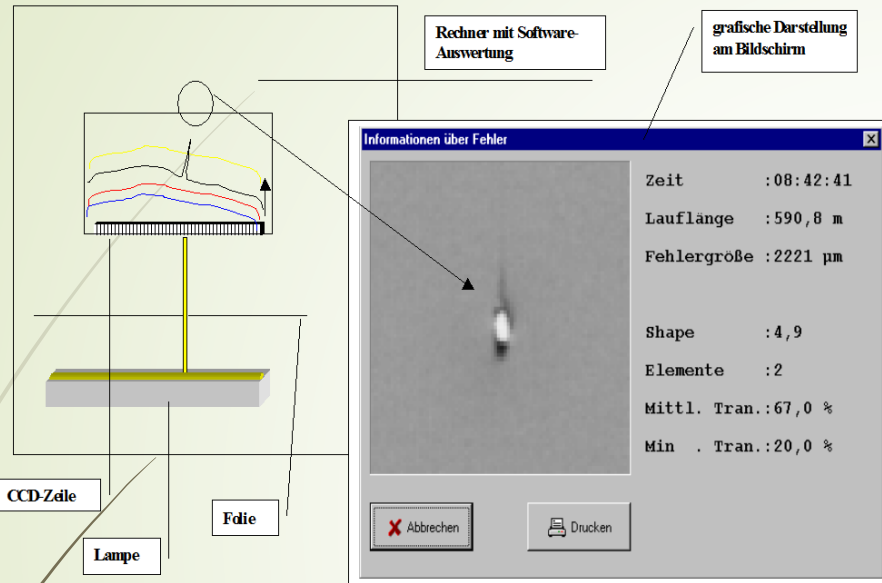 Rechner mit Software-
Auswertung
grafische Darstellung
am Bildschirm
Informationen über Fehler
Zeit :08:42:41
Lauflänge :590,8 m
Fehlergröße :2221 µm
Shape :4,9
Elemente :2
Mittl. Tran.:67,0 %
Min . Tran.:20,0 %
Abbrechen
Drucken
CCD-Zeile
Folie
Lampe